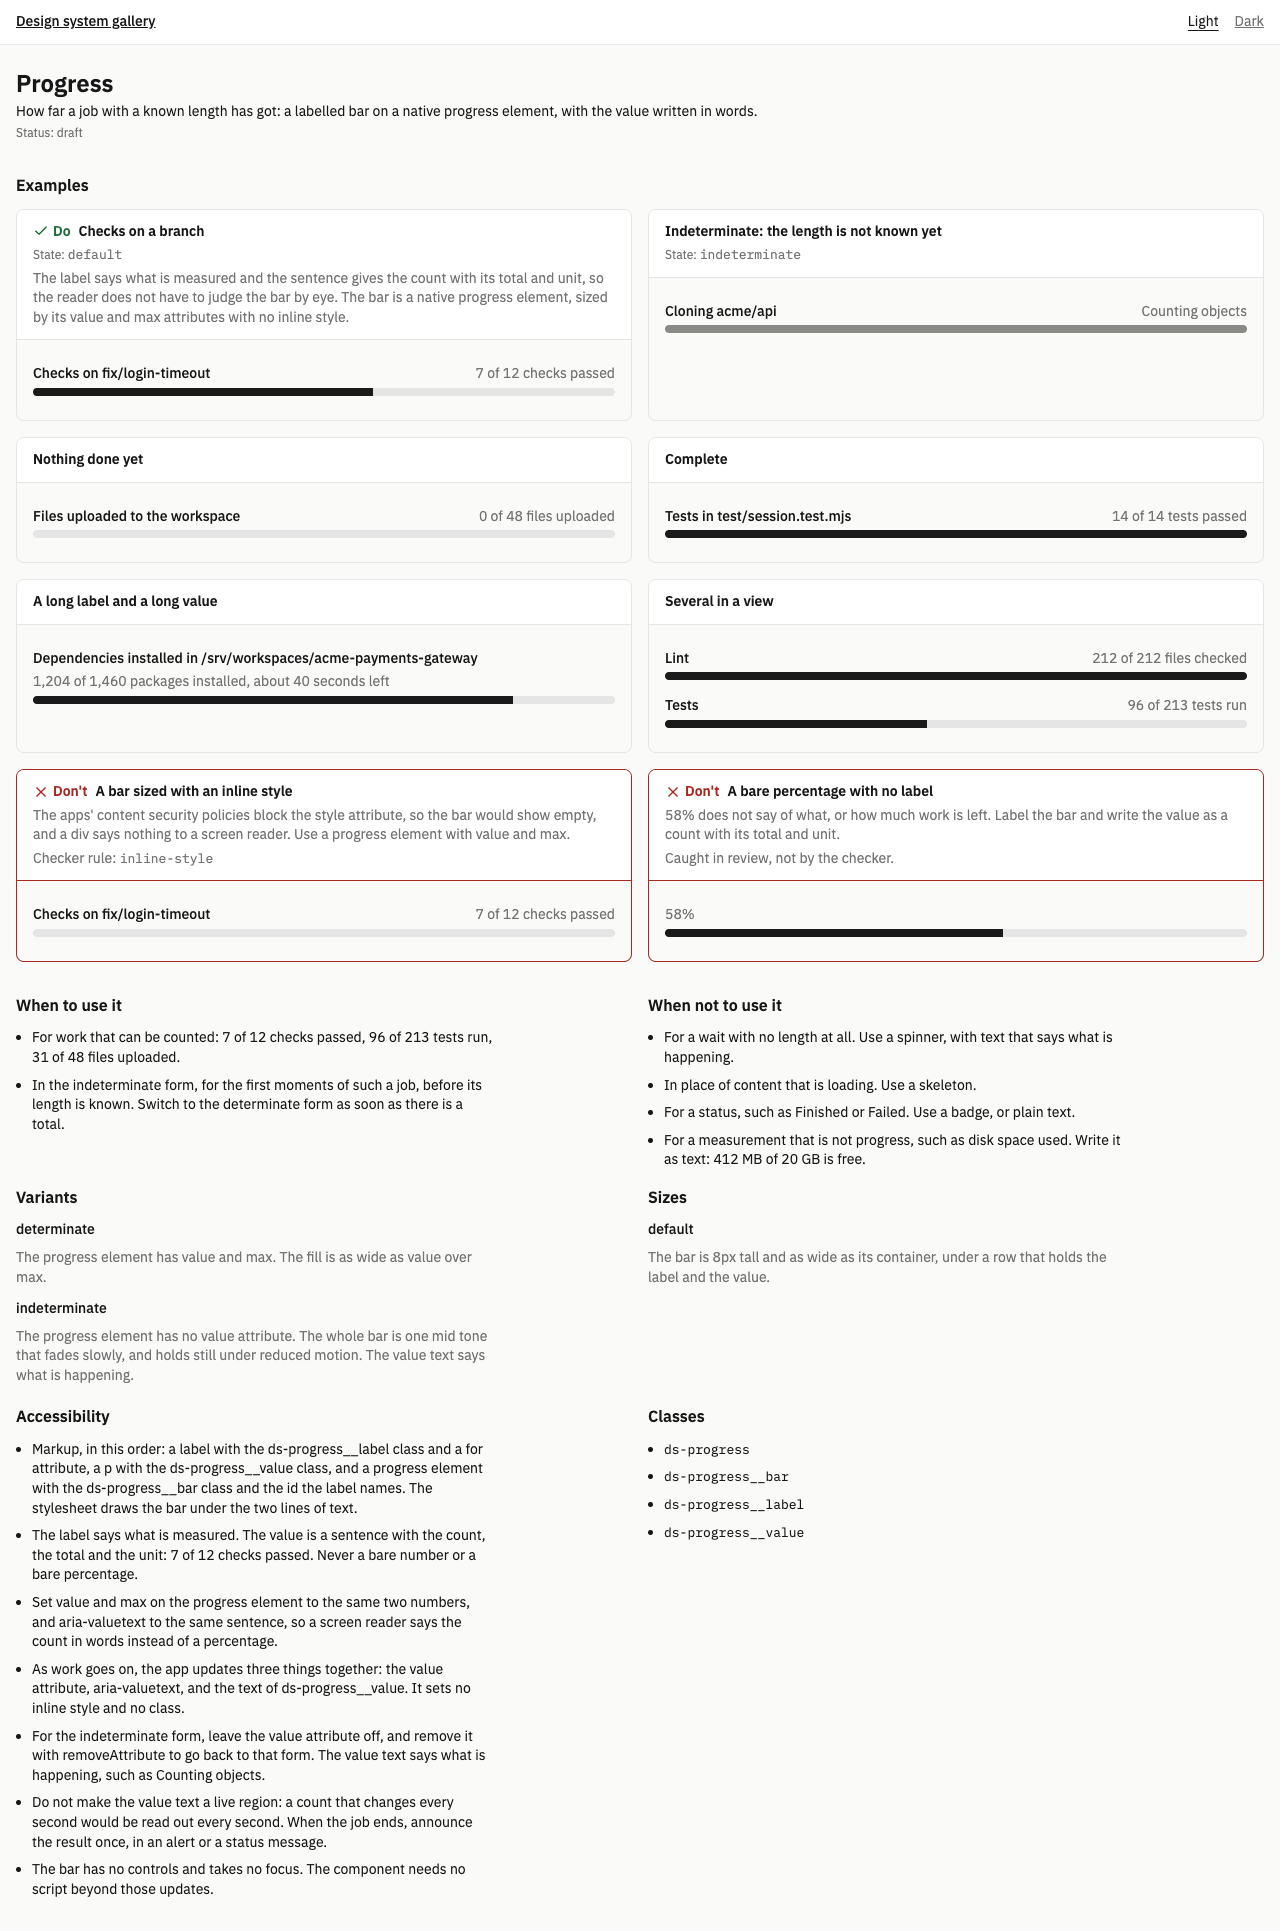 Design system gallery
Light Dark
Progress
How far a job with a known length has got: a labelled bar on a native progress element, with the value written in words.
Status: draft
Examples
Do Checks on a branch
State: default
The label says what is measured and the sentence gives the count with its total and unit, so
the reader does not have to judge the bar by eye. The bar is a native progress element, sized
by its value and max attributes with no inline style.
Checks on fix/login-timeout 7 of 12 checks passed
Indeterminate: the length is not known yet
State: indeterminate
Cloning acme/api Counting objects
Nothing done yet
Files uploaded to the workspace 0 of 48 files uploaded
Complete
Tests in test/session.test.mjs 14 of 14 tests passed
A long label and a long value
Dependencies installed in /srv/workspaces/acme-payments-gateway
1,204 of 1,460 packages installed, about 40 seconds left
Several in a view
Lint 212 of 212 files checked
Tests 96 of 213 tests run
Don't A bar sized with an inline style
The apps' content security policies block the style attribute, so the bar would show empty,
and a div says nothing to a screen reader. Use a progress element with value and max.
Checker rule: inline-style
Checks on fix/login-timeout 7 of 12 checks passed
Don't A bare percentage with no label
58% does not say of what, or how much work is left. Label the bar and write the value as a
count with its total and unit.
Caught in review, not by the checker.
58%
When to use it
For work that can be counted: 7 of 12 checks passed, 96 of 213 tests run,
31 of 48 files uploaded.
In the indeterminate form, for the first moments of such a job, before its
length is known. Switch to the determinate form as soon as there is a
total.
When not to use it
For a wait with no length at all. Use a spinner, with text that says what is
happening.
In place of content that is loading. Use a skeleton.
For a status, such as Finished or Failed. Use a badge, or plain text.
For a measurement that is not progress, such as disk space used. Write it
as text: 412 MB of 20 GB is free.
Variants
determinate
The progress element has value and max. The fill is as wide as value over
max.
indeterminate
The progress element has no value attribute. The whole bar is one mid tone
that fades slowly, and holds still under reduced motion. The value text says
what is happening.
Sizes
default
The bar is 8px tall and as wide as its container, under a row that holds the
label and the value.
Accessibility
Markup, in this order: a label with the ds-progress__label class and a for
attribute, a p with the ds-progress__value class, and a progress element
with the ds-progress__bar class and the id the label names. The
stylesheet draws the bar under the two lines of text.
The label says what is measured. The value is a sentence with the count,
the total and the unit: 7 of 12 checks passed. Never a bare number or a
bare percentage.
Set value and max on the progress element to the same two numbers,
and aria-valuetext to the same sentence, so a screen reader says the
count in words instead of a percentage.
As work goes on, the app updates three things together: the value
attribute, aria-valuetext, and the text of ds-progress__value. It sets no
inline style and no class.
For the indeterminate form, leave the value attribute off, and remove it
with removeAttribute to go back to that form. The value text says what is
happening, such as Counting objects.
Do not make the value text a live region: a count that changes every
second would be read out every second. When the job ends, announce
the result once, in an alert or a status message.
The bar has no controls and takes no focus. The component needs no
script beyond those updates.
Classes
ds-progress
ds-progress__bar
ds-progress__label
ds-progress__value